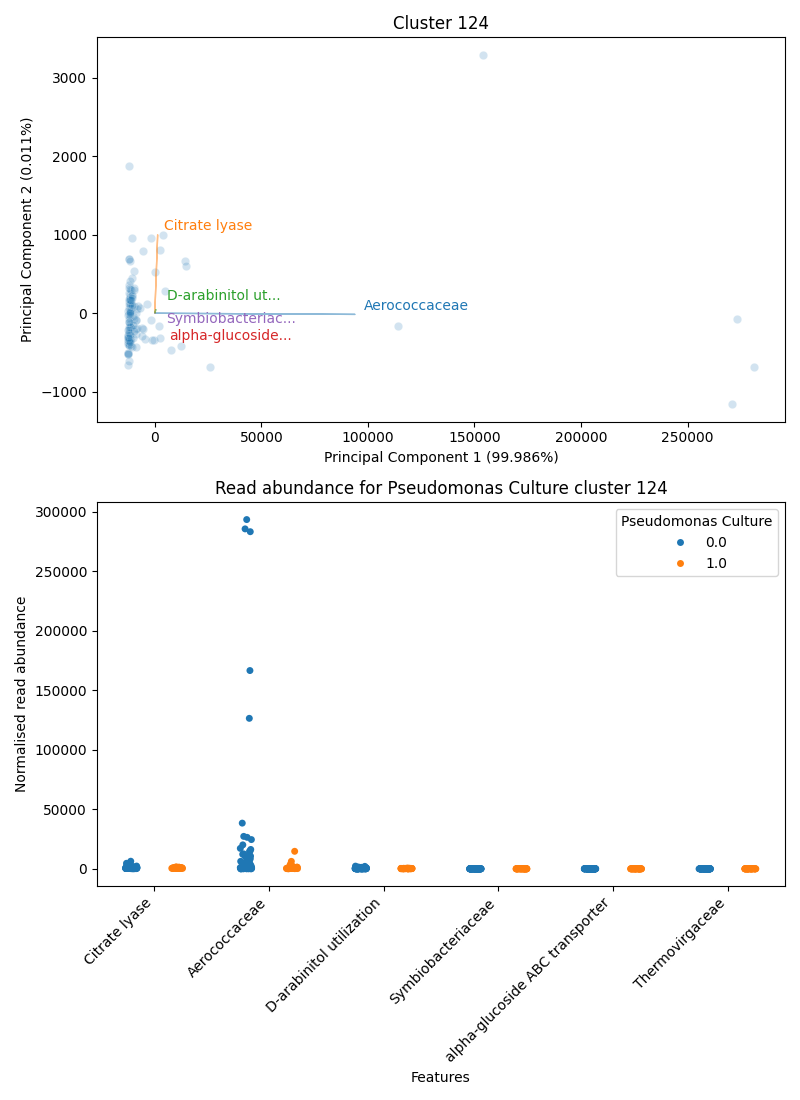 Cluster 124
3000
2000
1000
0
−1000
Principal Component 2 (0.011%)
Citrate lyase
D-arabinitol ut...
Aerococcaceae
Symbiobacteriac...
alpha-glucoside...
0 50000 100000 150000 200000 250000
Principal Component 1 (99.986%)
Read abundance for Pseudomonas Culture cluster 124
300000
250000
200000
150000
100000
50000
0
Normalised read abundance
Pseudomonas Culture
0.0
1.0
Citrate lyase
Aerococcaceae
D-arabinitol utilization
Symbiobacteriaceae
alpha-glucoside ABC transporter
Thermovirgaceae
Features